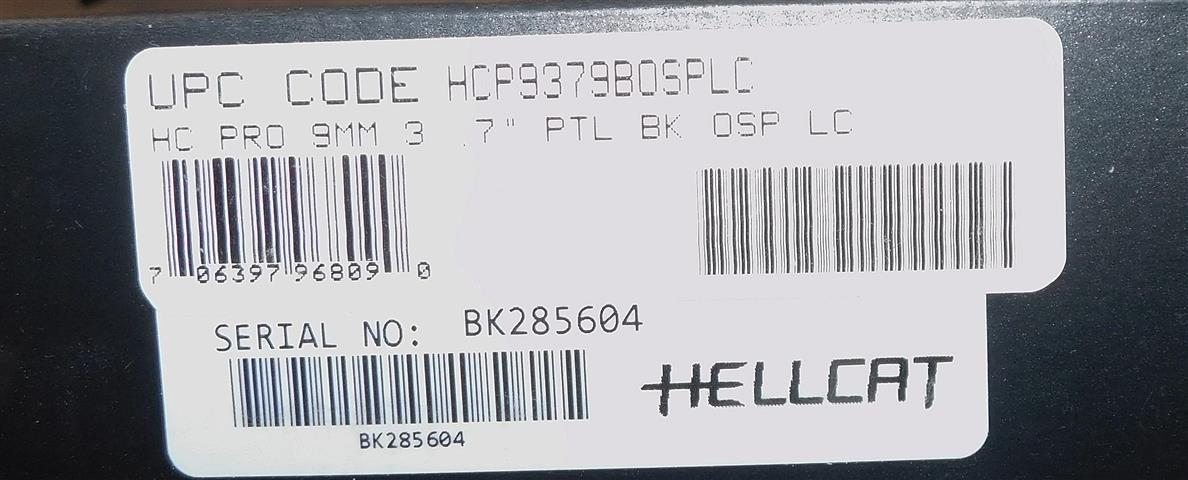 UPC CODE HCP9379BOSPLC
HC PRO 9MM 3 .7" PTL BK OSP LC
7 06397 96809 0
SERIAL NO: BK285604
BK285604
HELLCAT